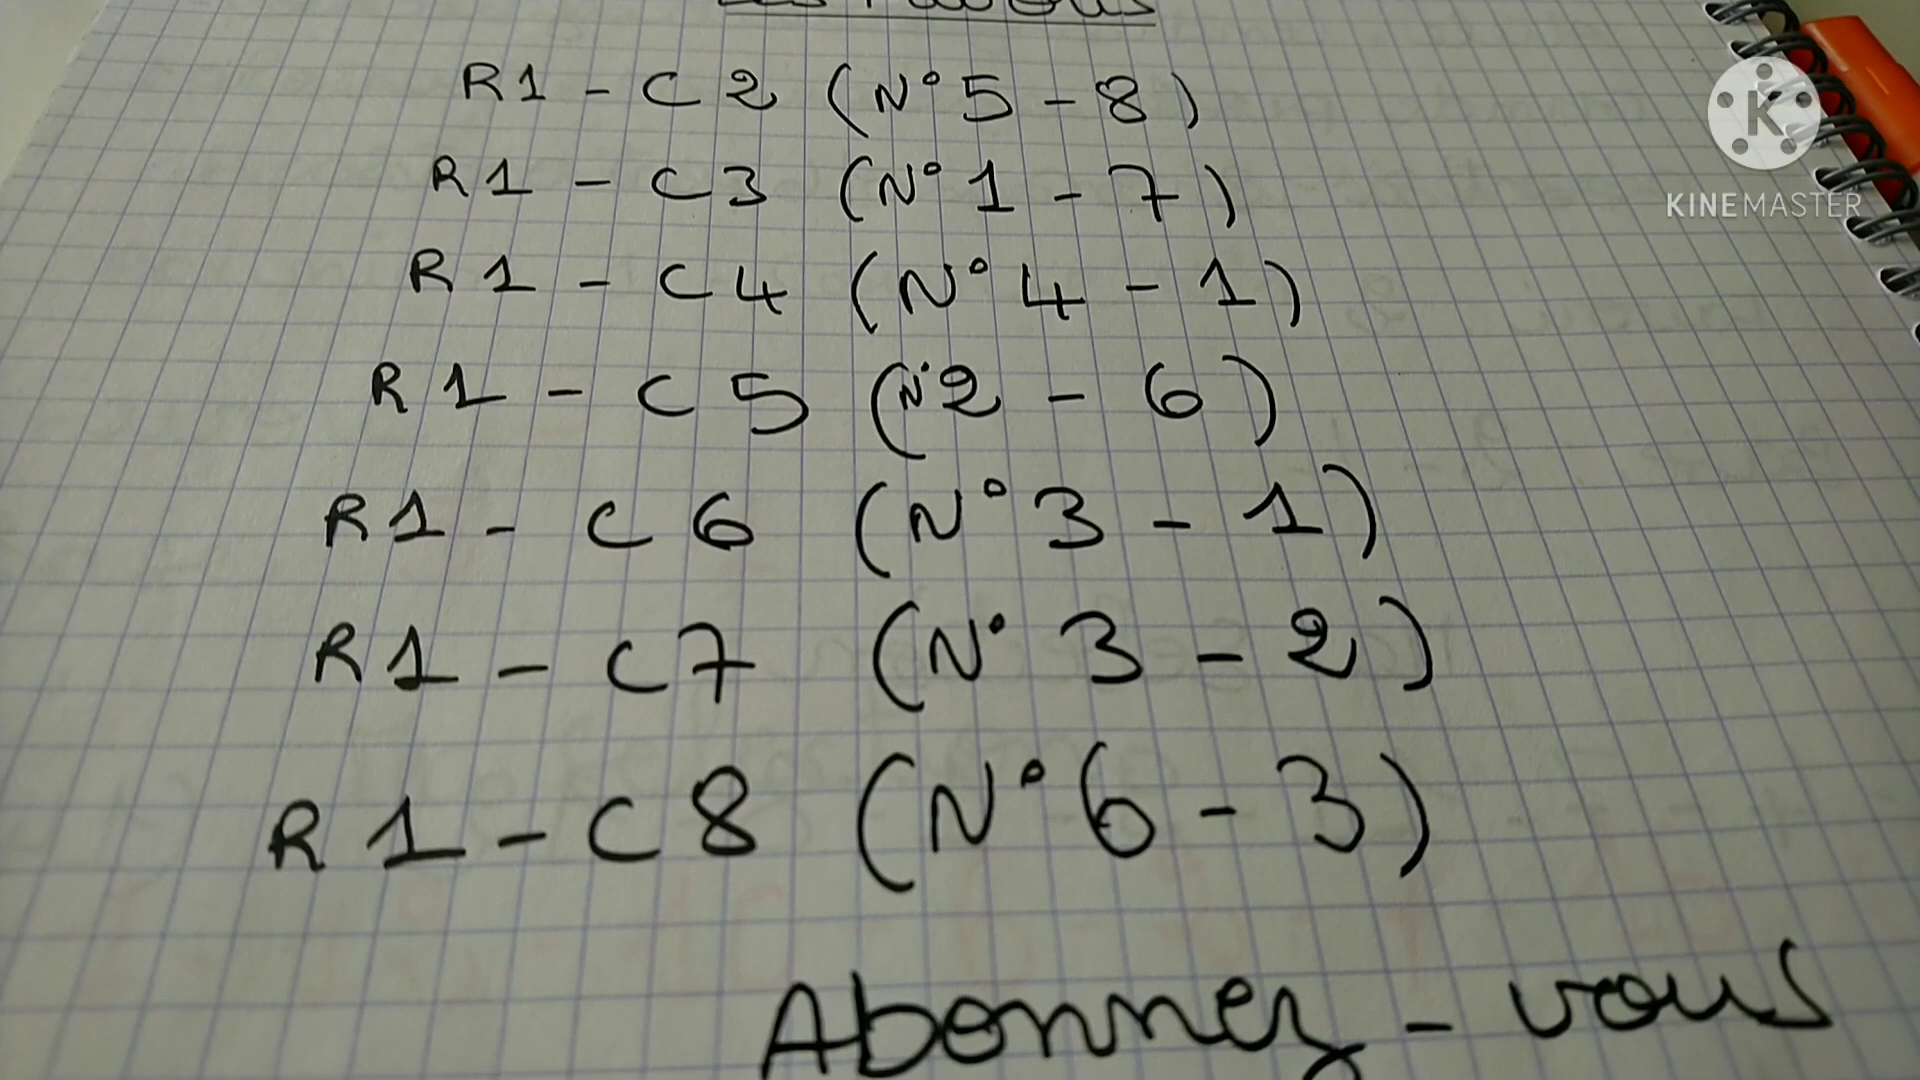 R1 - C2 (N° 5 - 8)
R1 - C3 (N° 1 - 7)
R1 - C4 (N° 4 - 1)
R1 - C5 (N° 2 - 6)
R1 - C6 (N° 3 - 1)
R1 - C7 (N° 3 - 2)
R1 - C8 (N° 6 - 3)
Abonnez - vous
K
KINEMASTER